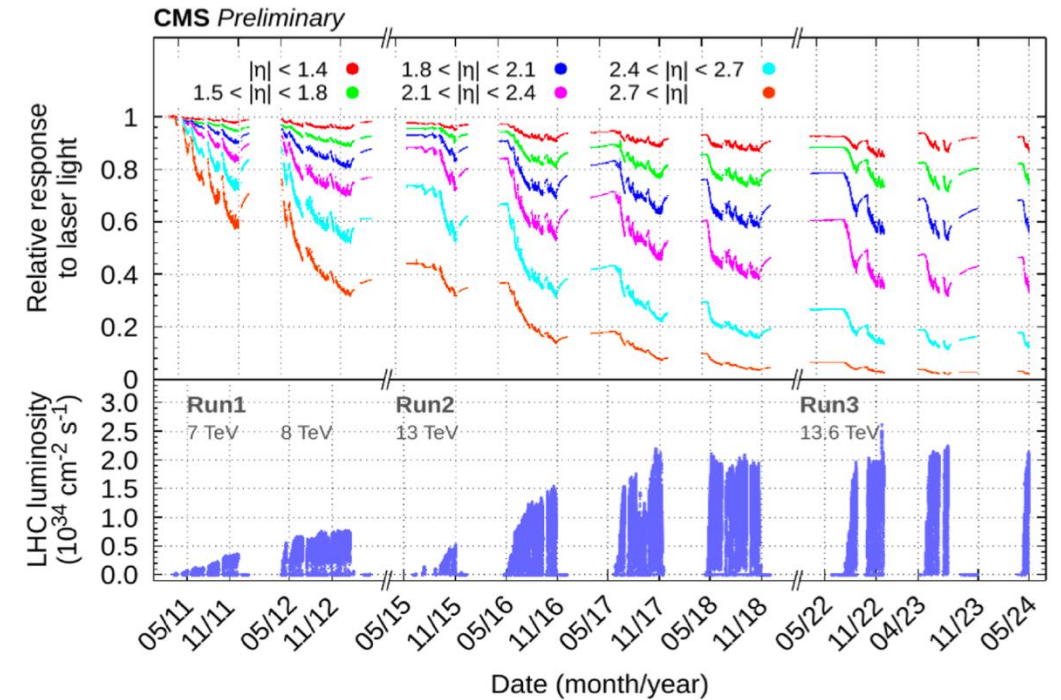 CMS Preliminary
|η| < 1.4
1.8 < |η| < 2.1
2.4 < |η| < 2.7
1.5 < |η| < 1.8
2.1 < |η| < 2.4
2.7 < |η|
Relative response
to laser light
1
0.8
0.6
0.4
0.2
0
LHC luminosity
(10³⁴ cm⁻² s⁻¹)
3.0
2.5
2.0
1.5
1.0
0.5
0.0
Run1
7 TeV
8 TeV
Run2
13 TeV
Run3
13.6 TeV
05/11
11/11
05/12
11/12
05/15
11/15
05/16
11/16
05/17
11/17
05/18
11/18
05/22
11/22
04/23
11/23
05/24
Date (month/year)